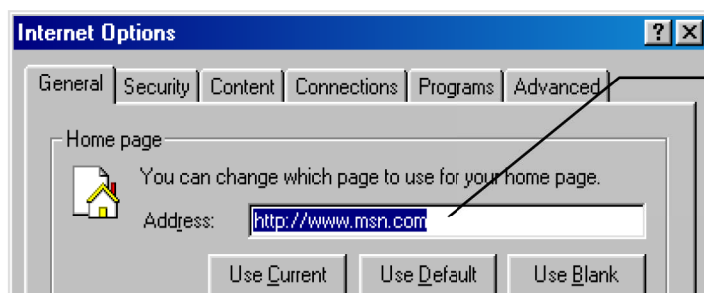 Internet Options ? X
General Security Content Connections Programs Advanced
Home page
You can change which page to use for your home page.
Address: http://www.msn.com
Use Current Use Default Use Blank